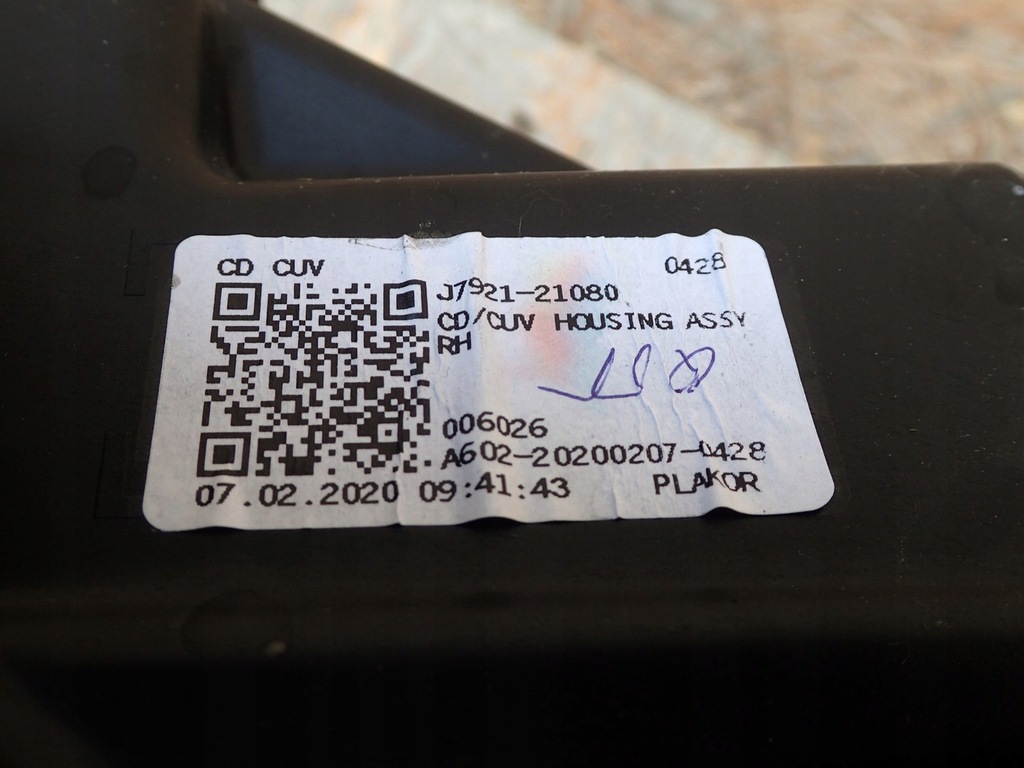 CD CUV
0428
J7921-21080
CD/CUV HOUSING ASSY
RH
006026
A602-20200207-0428
07.02.2020 09:41:43 PLAKOR